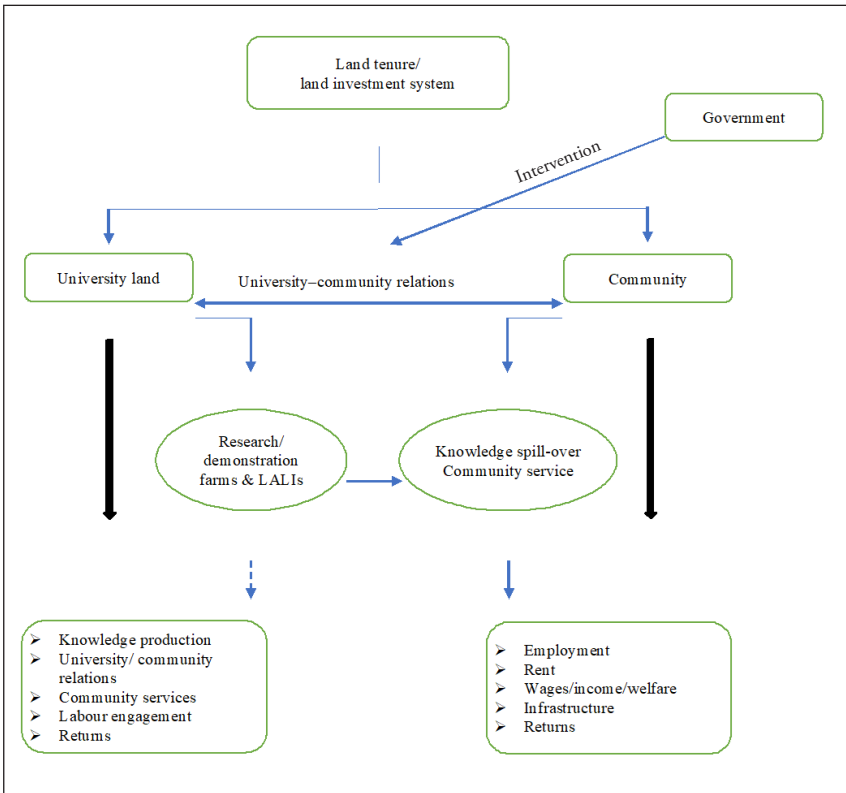 Land tenure/
land investment system
Government
Intervention
University land
University–community relations
Community
Research/
demonstration
farms & LALIs
Knowledge spill-over
Community service
➢ Knowledge production
➢ University/ community
relations
➢ Community services
➢ Labour engagement
➢ Returns
➢ Employment
➢ Rent
➢ Wages/income/welfare
➢ Infrastructure
➢ Returns